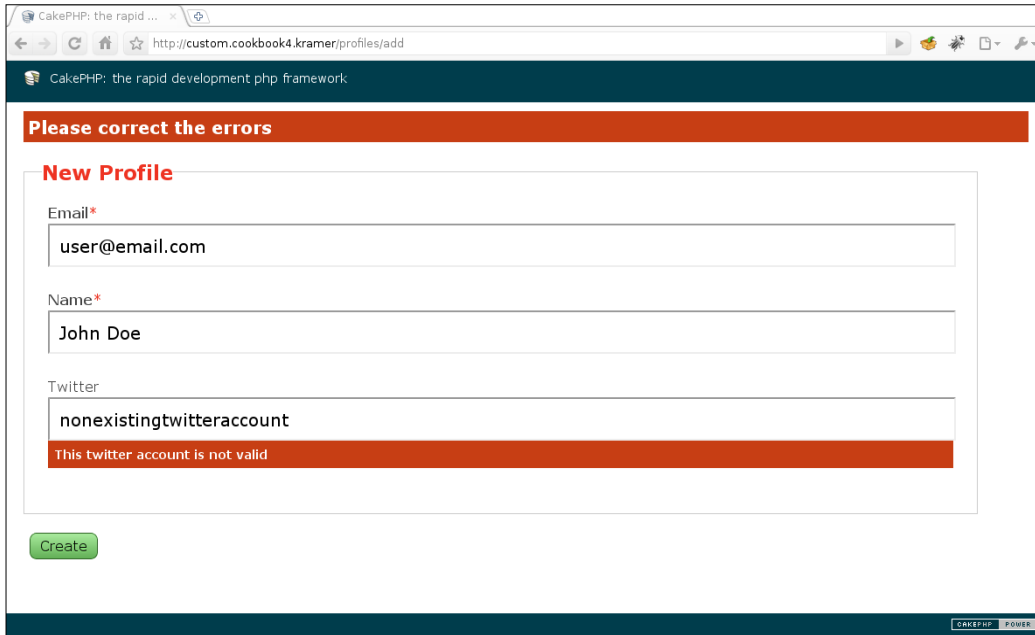 CakePHP: the rapid ...
http://custom.cookbook4.kramer/profiles/add
CakePHP: the rapid development php framework
Please correct the errors
New Profile
Email*
user@email.com
Name*
John Doe
Twitter
nonexistingtwitteraccount
This twitter account is not valid
Create
CAKEPHP POWER